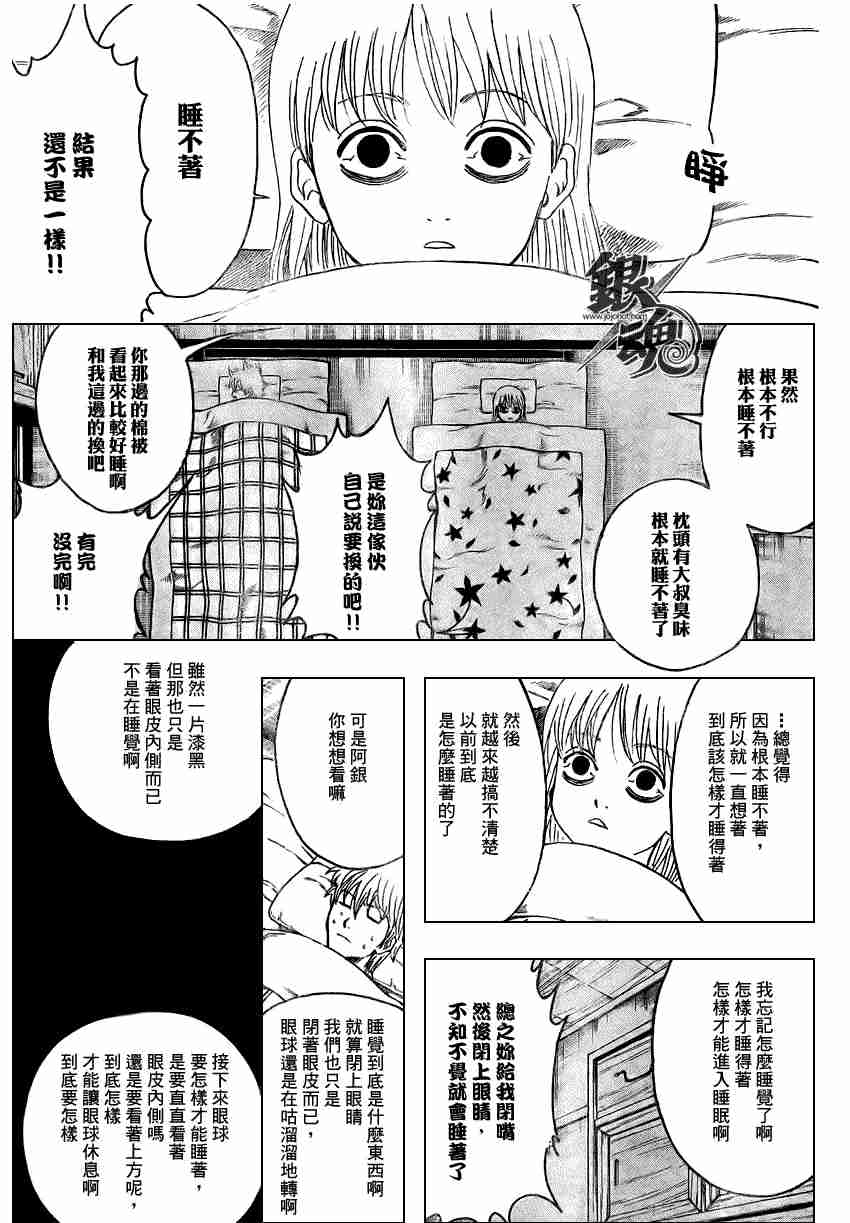 睜
睡不著
結果
還不是一樣!!
銀魂
www.jojohot.com
果然
根本不行
根本睡不著
枕頭有大叔臭味
根本就睡不著了
是妳這傢伙
自己說要換的吧!!
你那邊的棉被
看起來比較好睡啊
和我這邊的換吧
有完
沒完啊!!
…總覺得
因為根本睡不著，
所以就一直想著
到底該怎樣才睡得著
然後
就越來越搞不清楚
以前到底
是怎麼睡著的了
我忘記怎麼睡覺了啊
怎樣才睡得著
怎樣才能進入睡眠啊
總之妳給我閉嘴
然後閉上眼睛，
不知不覺就會睡著了
可是阿銀
你想想看嘛
睡覺到底是什麼東西啊
就算閉上眼睛
我們也只是
閉著眼皮而已，
眼球還是在咕溜溜地轉啊
雖然一片漆黑
但那也只是
看著眼皮內側而已
不是在睡覺啊
接下來眼球
要怎樣才能睡著，
是要直直看著
眼皮內側嗎
還是要看著上方呢，
到底怎樣
才能讓眼球休息啊
到底要怎樣